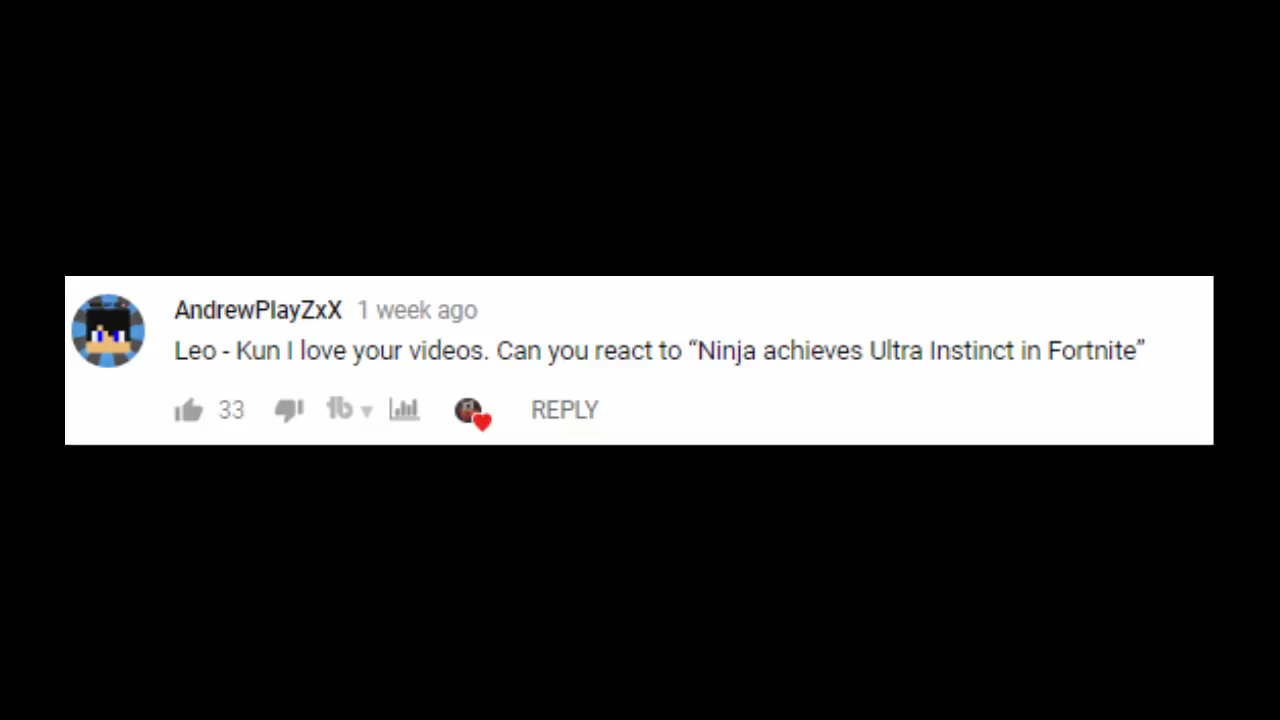 AndrewPlayZxX 1 week ago
Leo - Kun I love your videos. Can you react to “Ninja achieves Ultra Instinct in Fortnite”
33 REPLY